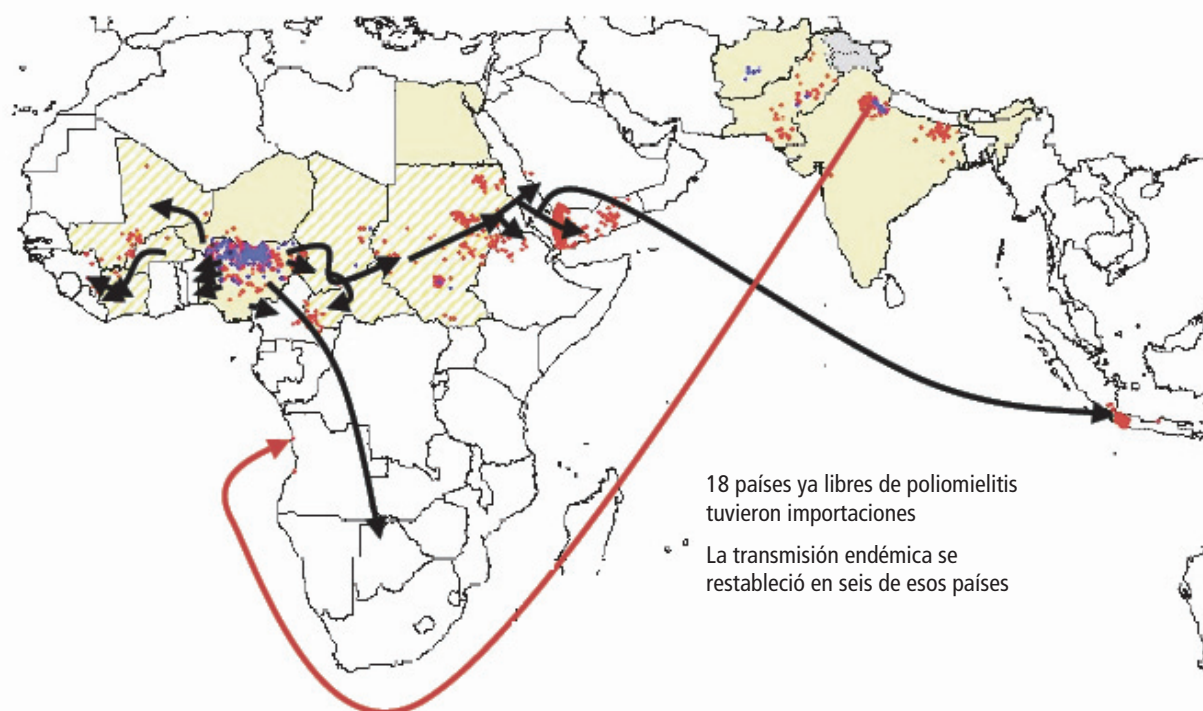 18 países ya libres de poliomielitis
tuvieron importaciones
La transmisión endémica se
restableció en seis de esos países